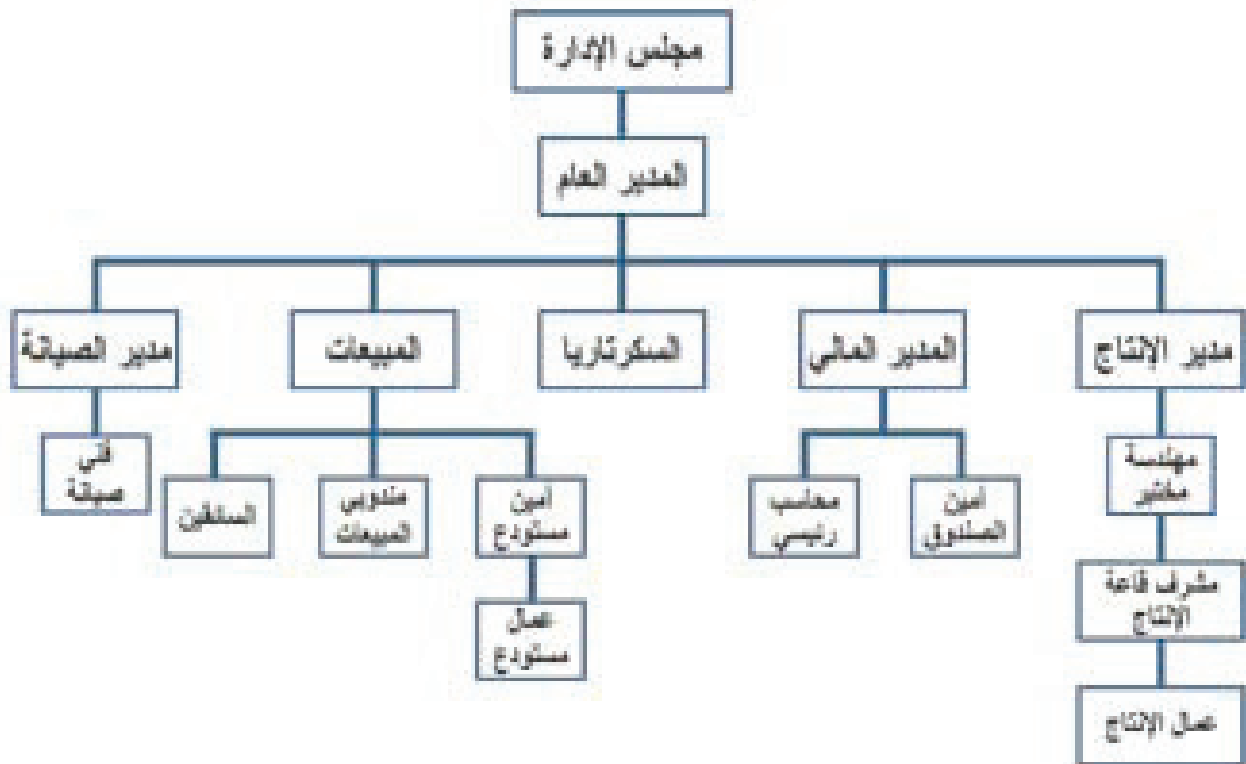 مجلس الإدارة
المدير العام
مدير الإنتاج
المدير المالي
السكرتاريا
المبيعات
مدير الصيانة
مهندسة
مختبر
أمين
الصندوق
محاسب
رئيسي
أمين
مستودع
مندوبي
المبيعات
السائقين
فني
صيانة
مشرف قاعة
الإنتاج
عمال
مستودع
عمال الإنتاج